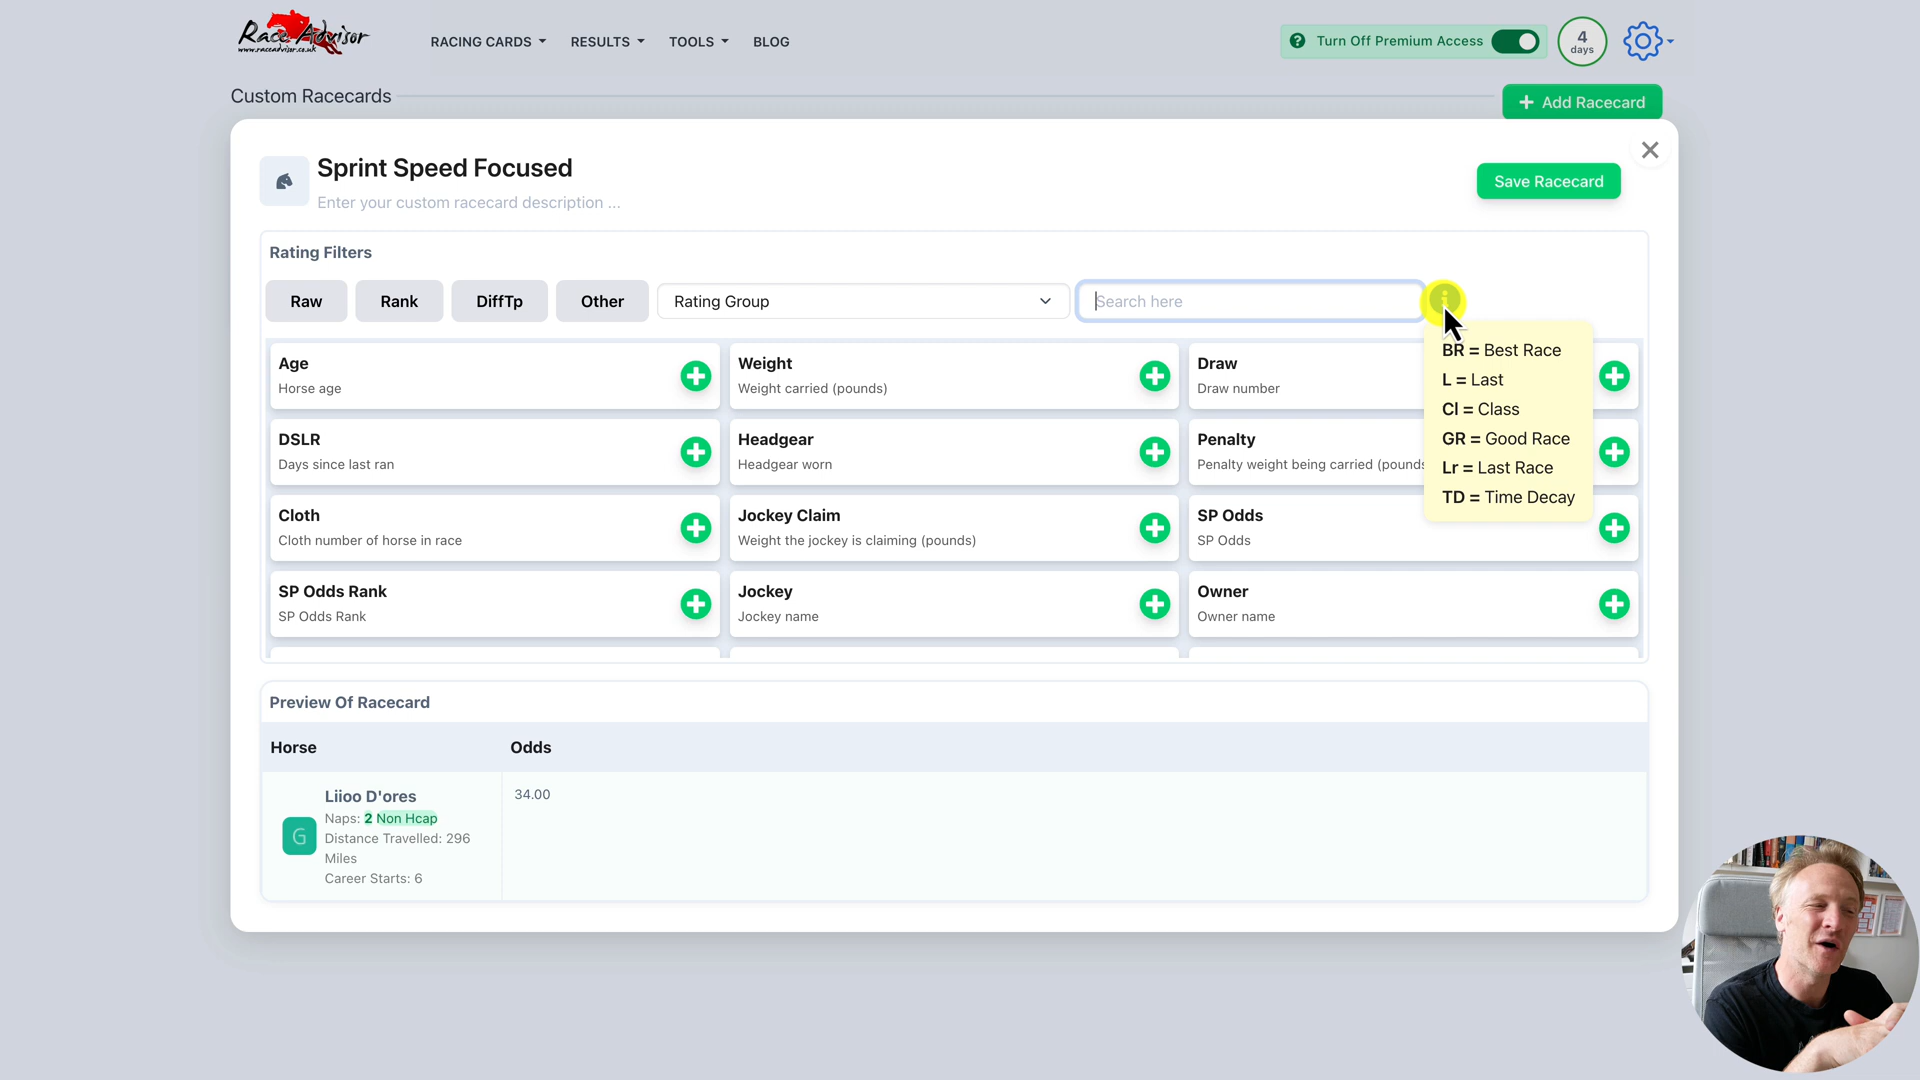 Race Advisor
www.raceadvisor.co.uk
RACING CARDS
RESULTS
TOOLS
BLOG
Turn Off Premium Access
4
days
Custom Racecards
Add Racecard
Sprint Speed Focused
Enter your custom racecard description ...
Save Racecard
Rating Filters
Raw
Rank
DiffTp
Other
Rating Group
Search here
BR = Best Race
L = Last
Cl = Class
GR = Good Race
Lr = Last Race
TD = Time Decay
Age
Horse age
Weight
Weight carried (pounds)
Draw
Draw number
DSLR
Days since last ran
Headgear
Headgear worn
Penalty
Penalty weight being carried (pounds
Cloth
Cloth number of horse in race
Jockey Claim
Weight the jockey is claiming (pounds)
SP Odds
SP Odds
SP Odds Rank
SP Odds Rank
Jockey
Jockey name
Owner
Owner name
Preview Of Racecard
Horse
Odds
G
Liioo D'ores
Naps: 2 Non Hcap
Distance Travelled: 296
Miles
Career Starts: 6
34.00